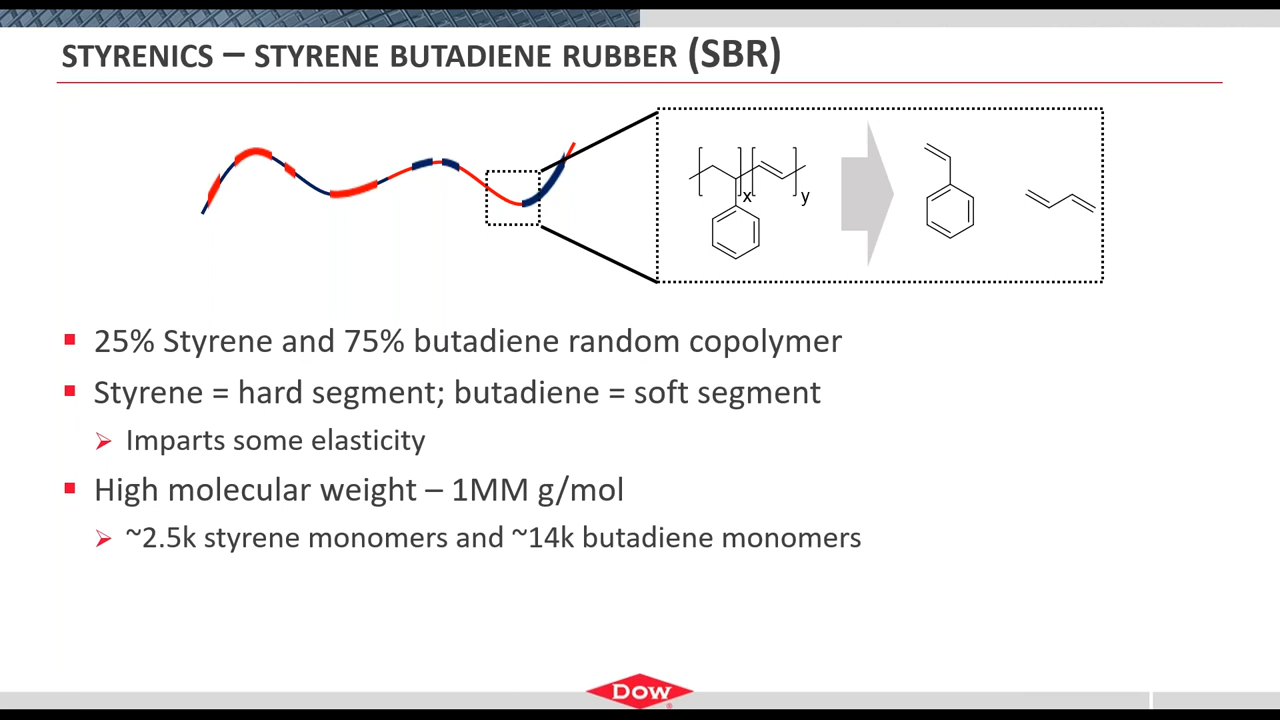 STYRENICS – STYRENE BUTADIENE RUBBER (SBR)
x
y
25% Styrene and 75% butadiene random copolymer
Styrene = hard segment; butadiene = soft segment
Imparts some elasticity
High molecular weight – 1MM g/mol
~2.5k styrene monomers and ~14k butadiene monomers
DOW